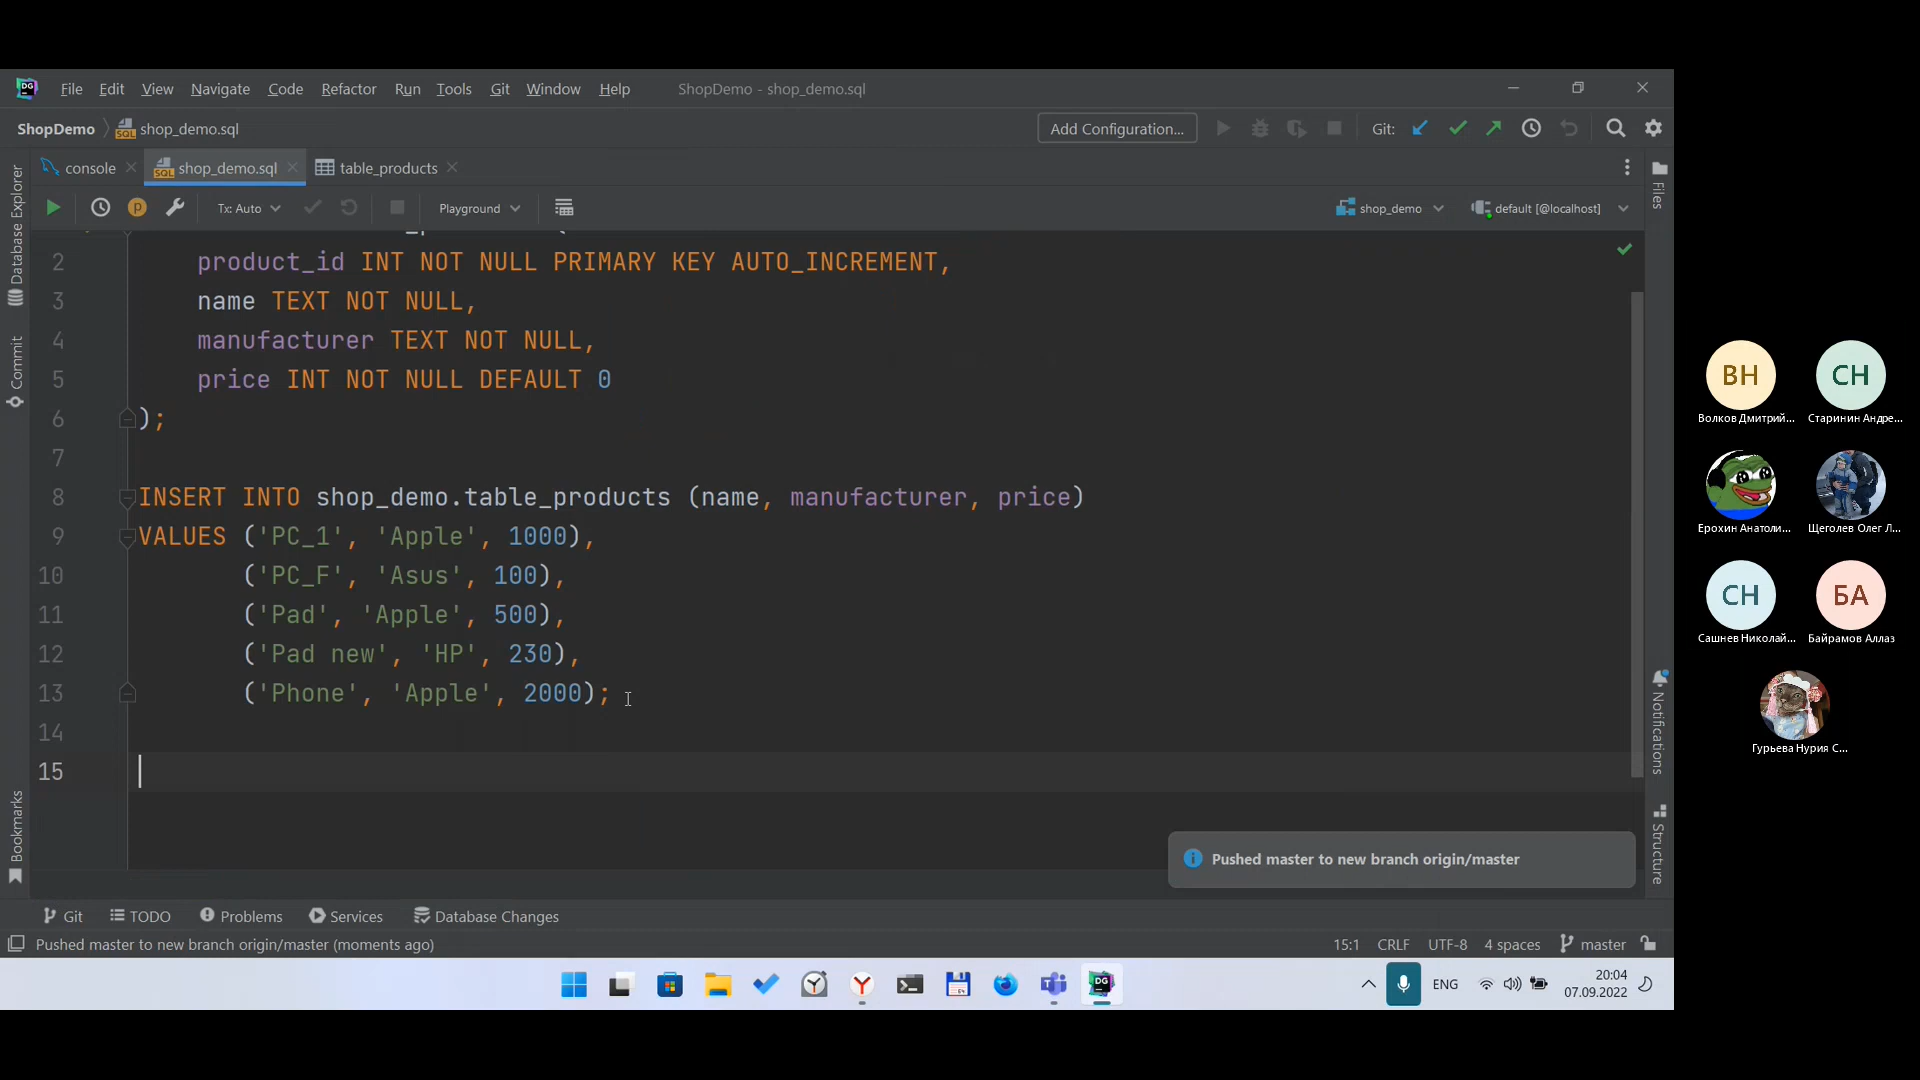 DG File Edit View Navigate Code Refactor Run Tools Git Window Help ShopDemo - shop_demo.sql
ShopDemo shop_demo.sql Add Configuration... Git:
console shop_demo.sql table_products
Tx: Auto Playground shop_demo default [@localhost]
2 product_id INT NOT NULL PRIMARY KEY AUTO_INCREMENT,
3 name TEXT NOT NULL,
4 manufacturer TEXT NOT NULL,
5 price INT NOT NULL DEFAULT 0
6 );
7
8 INSERT INTO shop_demo.table_products (name, manufacturer, price)
9 VALUES ('PC_1', 'Apple', 1000),
10 ('PC_F', 'Asus', 100),
11 ('Pad', 'Apple', 500),
12 ('Pad new', 'HP', 230),
13 ('Phone', 'Apple', 2000);
14
15
Database Explorer
Commit
Bookmarks
Files
Notifications
Structure
Pushed master to new branch origin/master
Git TODO Problems Services Database Changes
Pushed master to new branch origin/master (moments ago) 15:1 CRLF UTF-8 4 spaces master
ENG 20:04
07.09.2022
ВН СН
Волков Дмитрий... Старинин Андре...
Ерохин Анатоли... Щеголев Олег Л...
СН БА
Сашнев Николай... Байрамов Аллаз
Гурьева Нурия С...